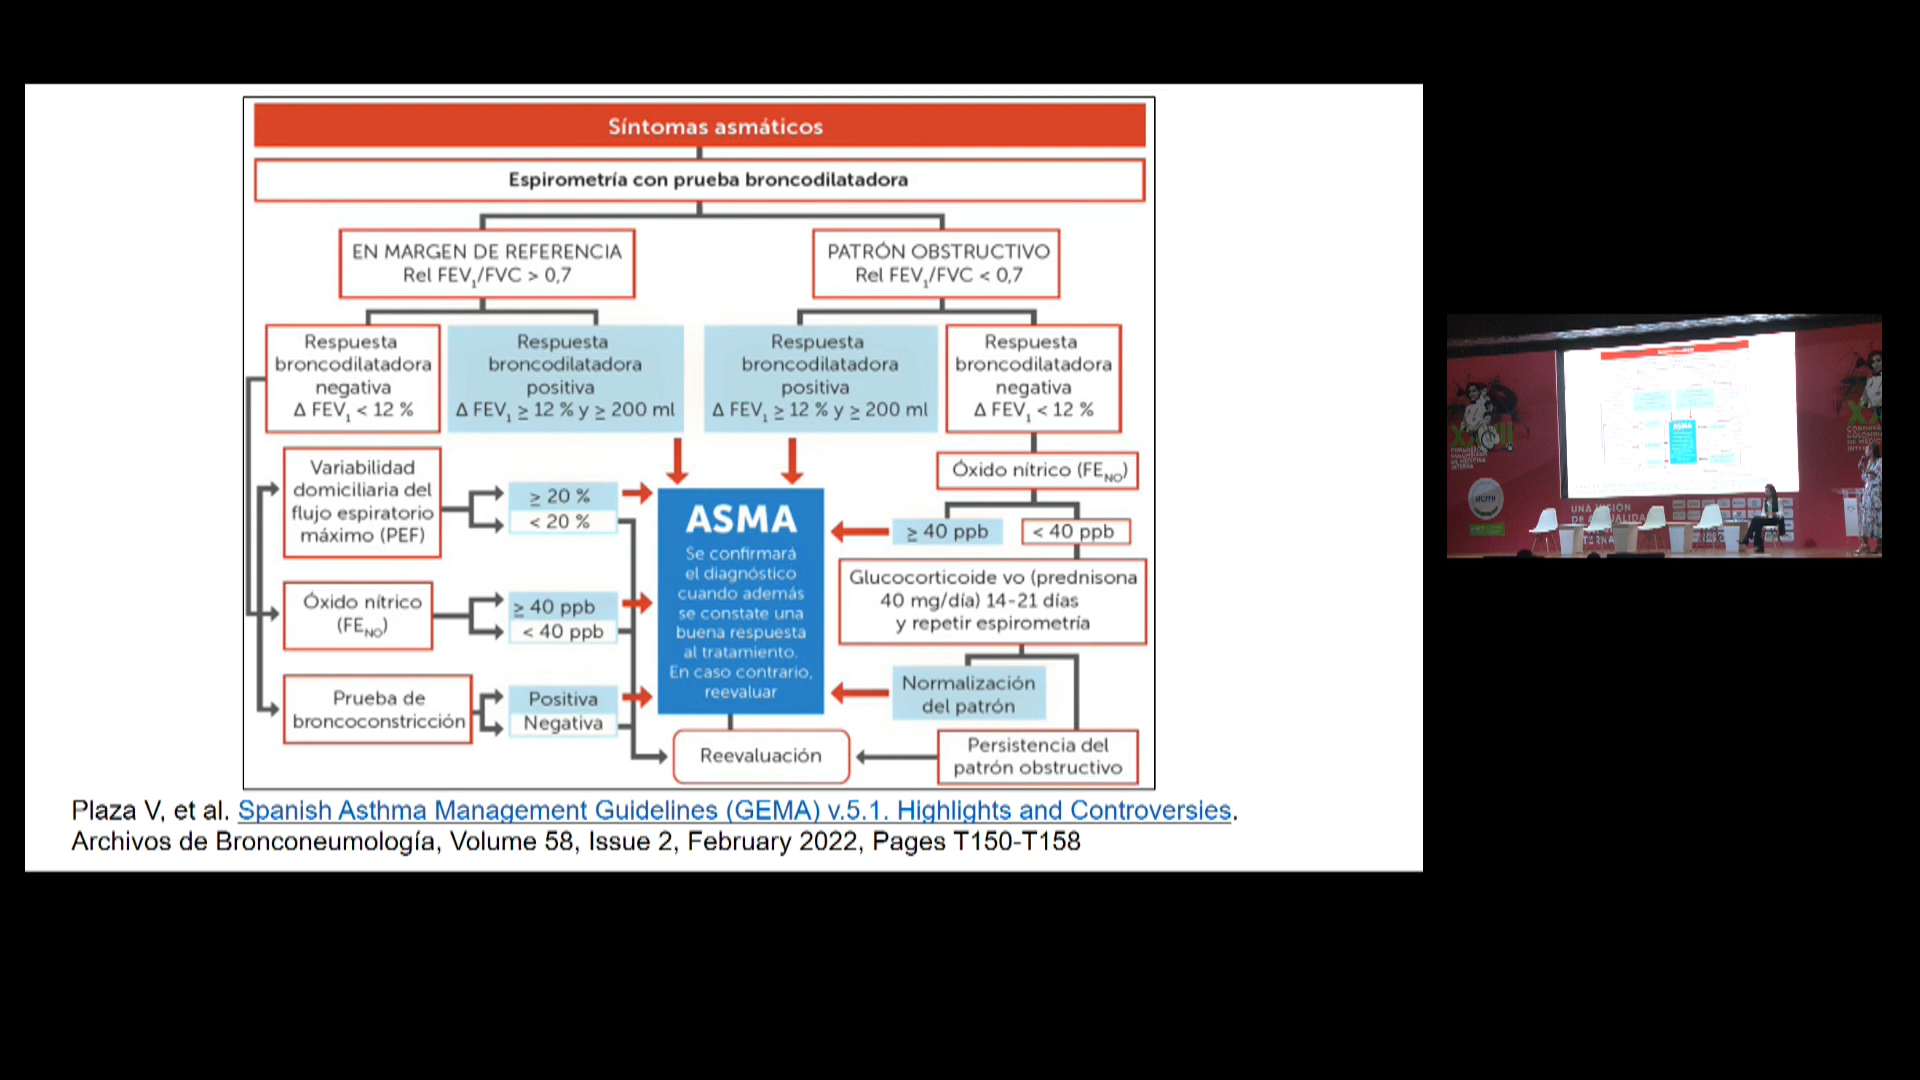 Síntomas asmáticos
Espirometría con prueba broncodilatadora
EN MARGEN DE REFERENCIA
Rel FEV₁/FVC > 0,7
PATRÓN OBSTRUCTIVO
Rel FEV₁/FVC < 0,7
Respuesta
broncodilatadora
negativa
Δ FEV₁ < 12 %
Respuesta
broncodilatadora
positiva
Δ FEV₁ ≥ 12 % y ≥ 200 ml
Respuesta
broncodilatadora
positiva
Δ FEV₁ ≥ 12 % y ≥ 200 ml
Respuesta
broncodilatadora
negativa
Δ FEV₁ < 12 %
Variabilidad
domiciliaria del
flujo espiratorio
máximo (PEF)
≥ 20 %
< 20 %
Óxido nítrico
(FENO)
≥ 40 ppb
< 40 ppb
Prueba de
broncoconstricción
Positiva
Negativa
ASMA
Se confirmará
el diagnóstico
cuando además
se constate una
buena respuesta
al tratamiento.
En caso contrario,
reevaluar
Óxido nítrico (FENO)
≥ 40 ppb
< 40 ppb
Glucocorticoide vo (prednisona
40 mg/día) 14-21 días
y repetir espirometría
Normalización
del patrón
Persistencia del
patrón obstructivo
Reevaluación
Plaza V, et al. Spanish Asthma Management Guidelines (GEMA) v.5.1. Highlights and Controversies.
Archivos de Bronconeumología, Volume 58, Issue 2, February 2022, Pages T150-T158
ASMA
acmi